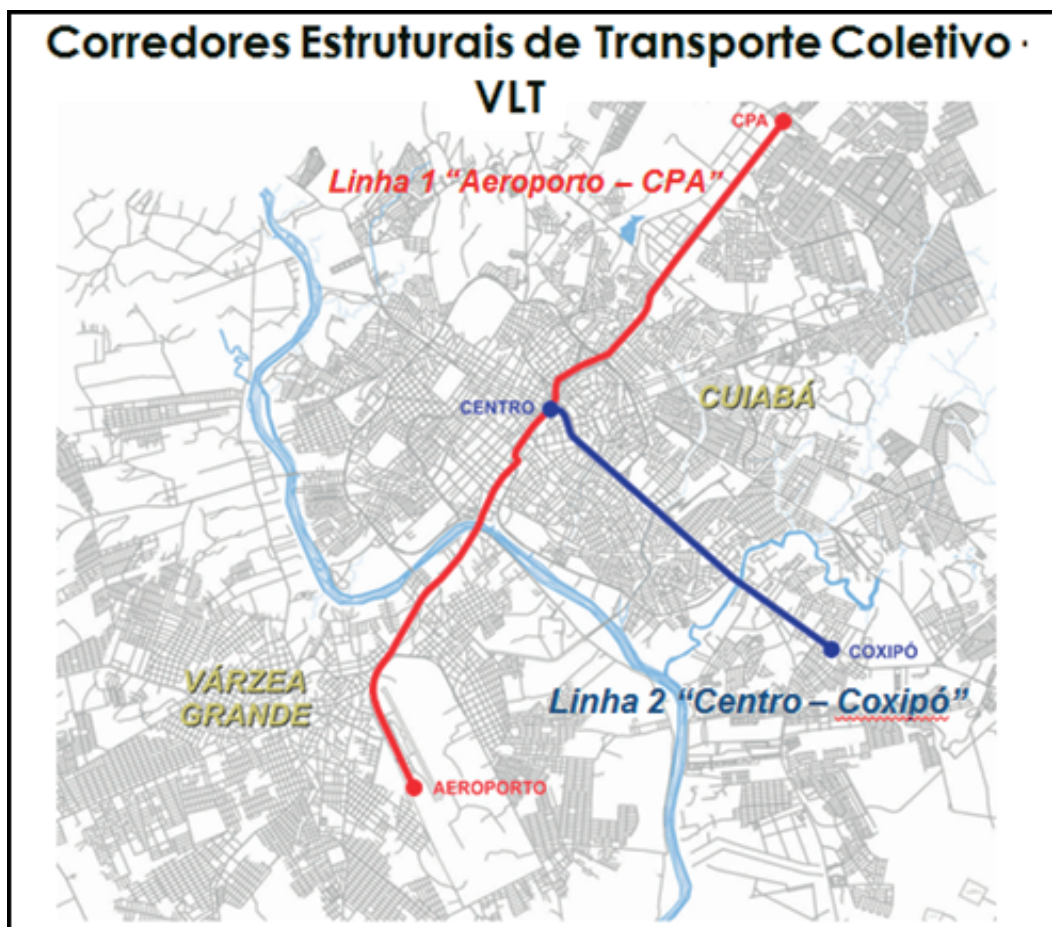 Corredores Estruturais de Transporte Coletivo ·
VLT
CPA
Linha 1 “Aeroporto – CPA”
CENTRO
CUIABÁ
COXIPÓ
VÁRZEA
GRANDE
Linha 2 “Centro – Coxipó”
AEROPORTO